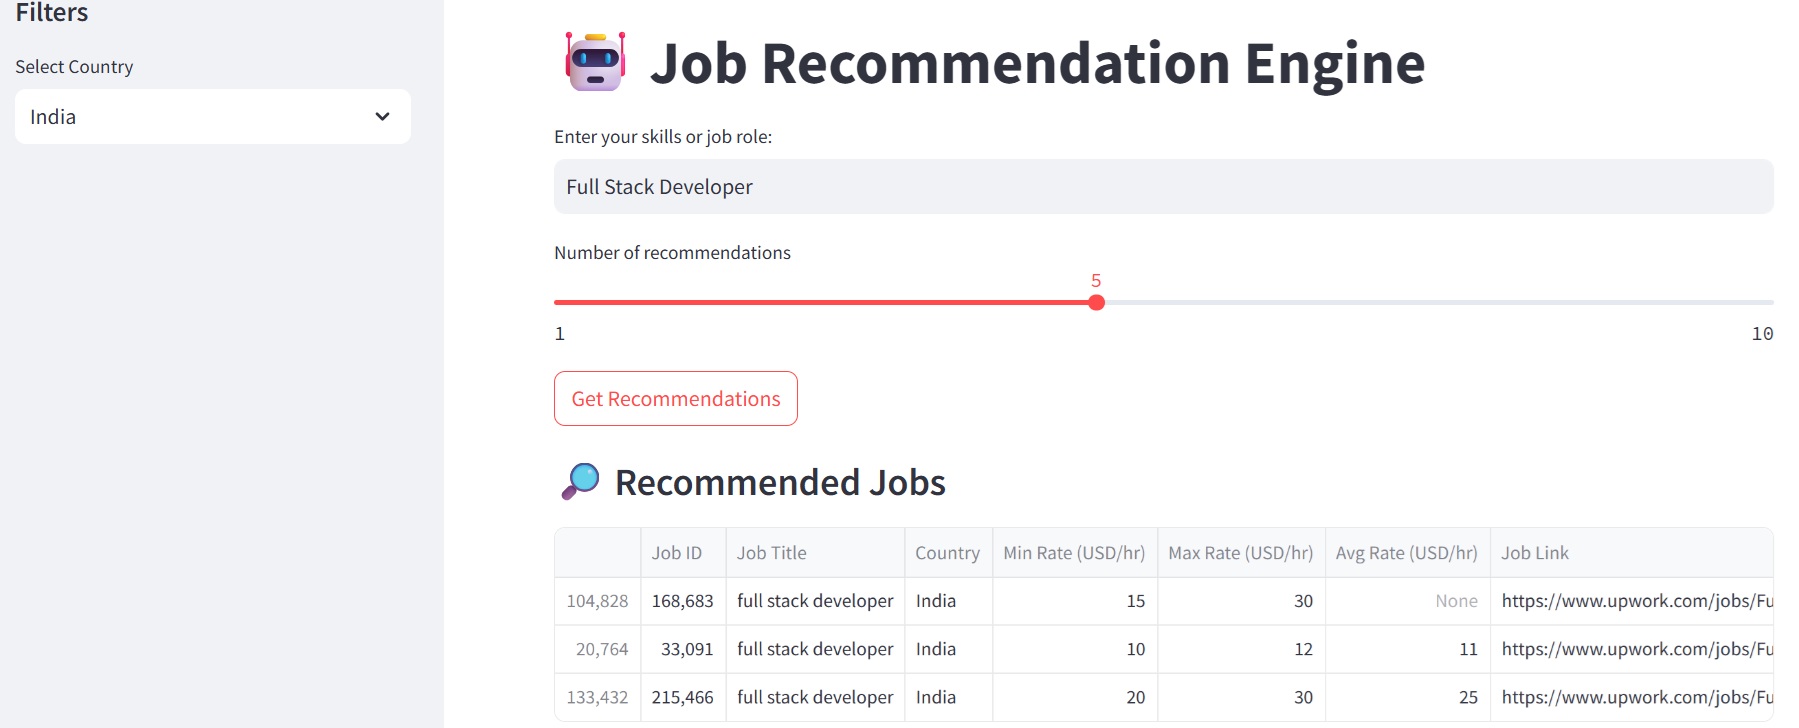 Filters
Select Country
India
Job Recommendation Engine
Enter your skills or job role:
Full Stack Developer
Number of recommendations
5
1 10
Get Recommendations
Recommended Jobs
Job ID Job Title Country Min Rate (USD/hr) Max Rate (USD/hr) Avg Rate (USD/hr) Job Link
104,828 168,683 full stack developer India 15 30 None https://www.upwork.com/jobs/Fu
20,764 33,091 full stack developer India 10 12 11 https://www.upwork.com/jobs/Fu
133,432 215,466 full stack developer India 20 30 25 https://www.upwork.com/jobs/Fu